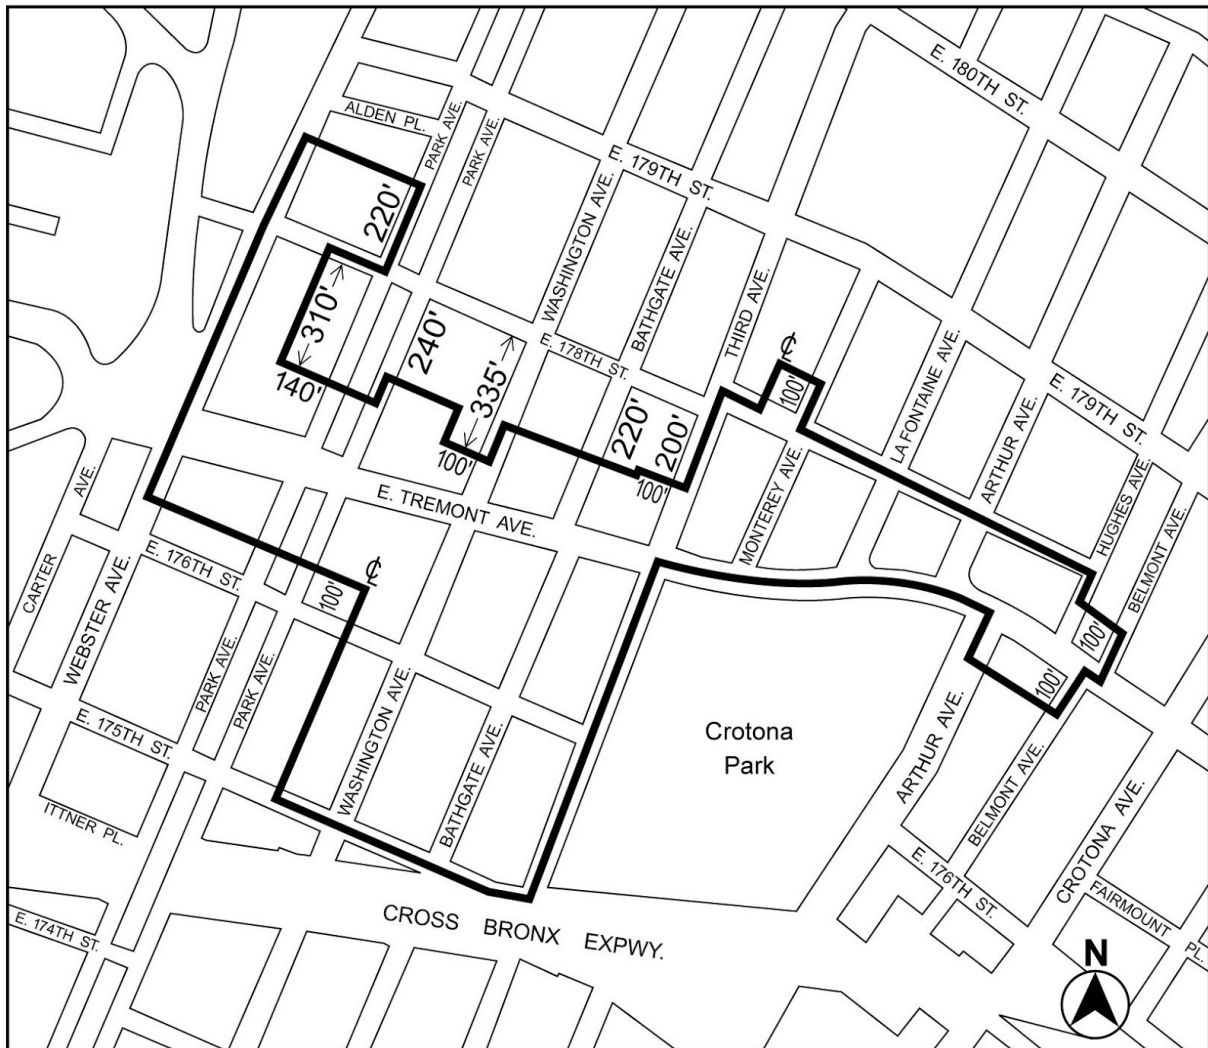 E. 180TH ST.
ALDEN PL.
PARK AVE.
PARK AVE.
E. 179TH ST.
WASHINGTON AVE.
BATHGATE AVE.
THIRD AVE.
220'
310'
240'
335'
140'
100'
E. 178TH ST.
220'
200'
100'
℄
100'
LAFONTAINE AVE.
ARTHUR AVE.
E. 179TH ST.
HUGHES AVE.
BELMONT AVE.
MONTEREY AVE.
E. TREMONT AVE.
CARTER AVE.
WEBSTER AVE.
E. 176TH ST.
℄
100'
100'
100'
PARK AVE.
PARK AVE.
E. 175TH ST.
WASHINGTON AVE.
BATHGATE AVE.
Crotona
Park
ARTHUR AVE.
BELMONT AVE.
CROTONA AVE.
ITTNER PL.
E. 176TH ST.
FAIRMOUNT PL.
E. 174TH ST.
CROSS BRONX EXPWY.
N